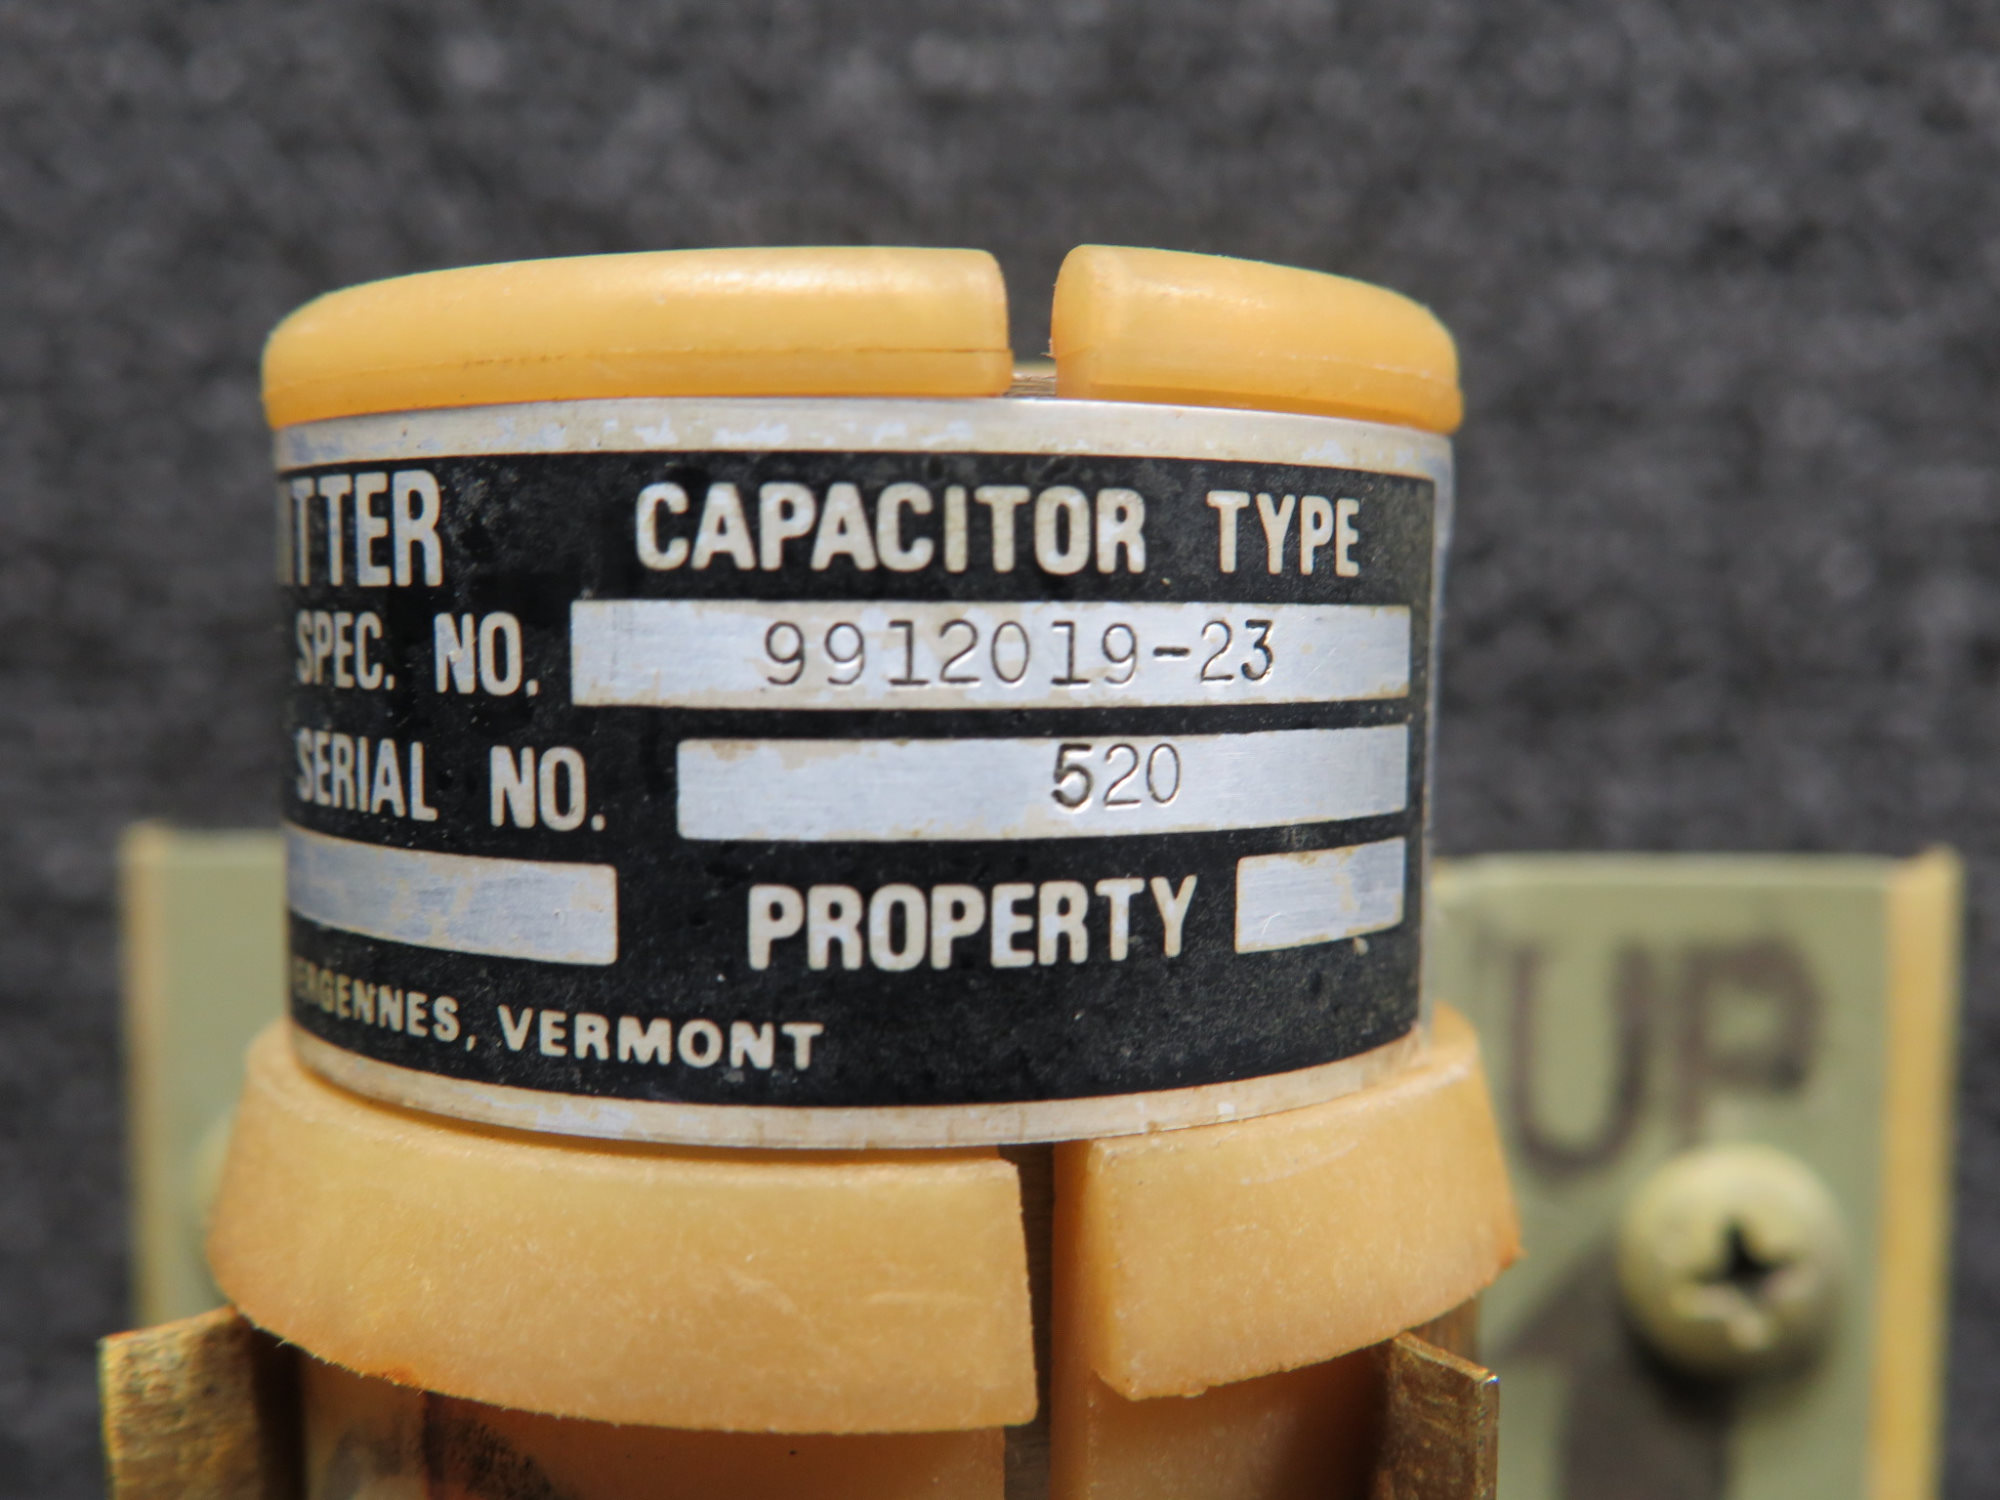 ITTER CAPACITOR TYPE
SPEC. NO. 9912019-23
SERIAL NO. 520
PROPERTY
ERGENNES, VERMONT
UP